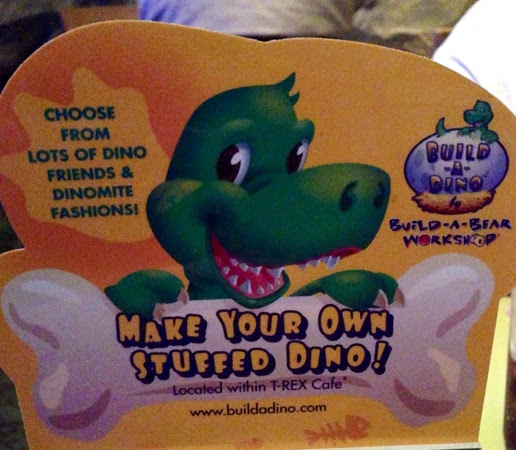 CHOOSE
FROM
LOTS OF DINO
FRIENDS &
DINOMITE
FASHIONS!
BUILD
-A-
DINO
by
BUILD-A-BEAR
WORKSHOP
MAKE YOUR OWN
STUFFED DINO!
Located within T-REX Cafe
www.buildadino.com